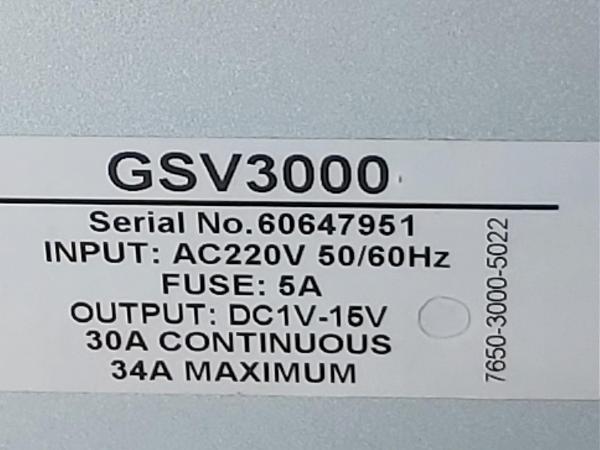 GSV3000
Serial No.60647951
INPUT: AC220V 50/60Hz
FUSE: 5A
OUTPUT: DC1V-15V
30A CONTINUOUS
34A MAXIMUM
7650-3000-5022